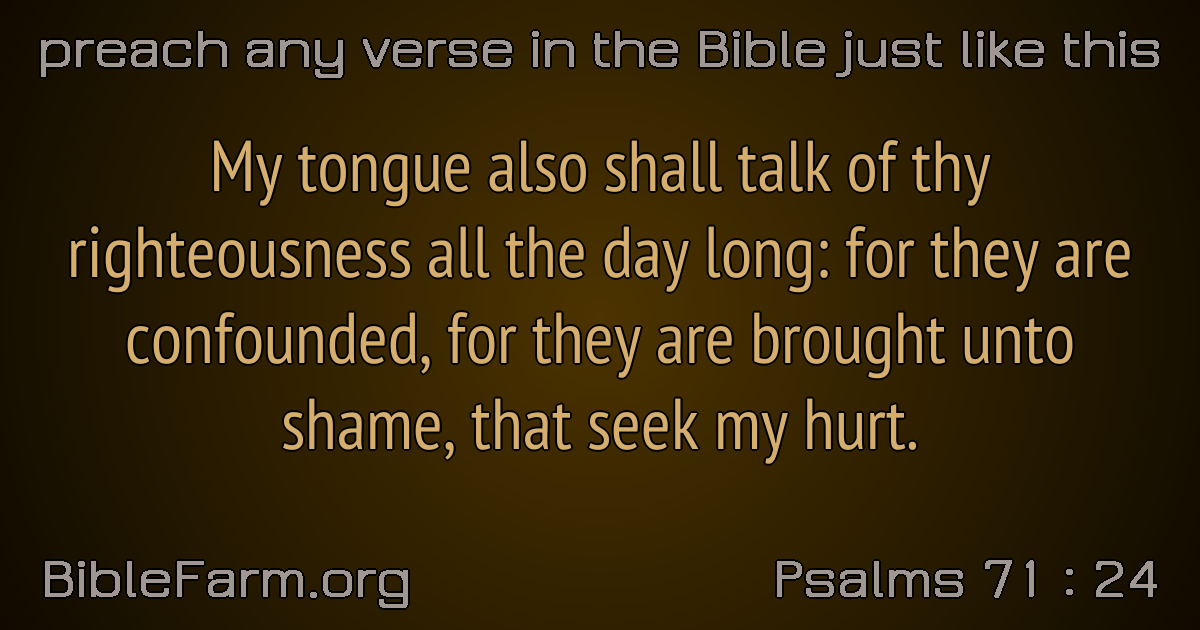 preach any verse in the Bible just like this
My tongue also shall talk of thy
righteousness all the day long: for they are
confounded, for they are brought unto
shame, that seek my hurt.
BibleFarm.org
Psalms 71 : 24